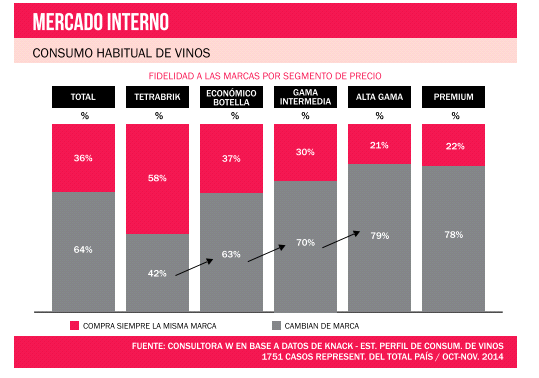 MERCADO INTERNO
CONSUMO HABITUAL DE VINOS
FIDELIDAD A LAS MARCAS POR SEGMENTO DE PRECIO
TOTAL
TETRABRIK
ECONÓMICO
BOTELLA
GAMA
INTERMEDIA
ALTA GAMA
PREMIUM
% % % % % %
36% 58% 37% 30% 21% 22%
64% 42% 63% 70% 79% 78%
COMPRA SIEMPRE LA MISMA MARCA
CAMBIAN DE MARCA
FUENTE: CONSULTORA W EN BASE A DATOS DE KNACK - EST. PERFIL DE CONSUM. DE VINOS
1751 CASOS REPRESENT. DEL TOTAL PAÍS / OCT-NOV. 2014